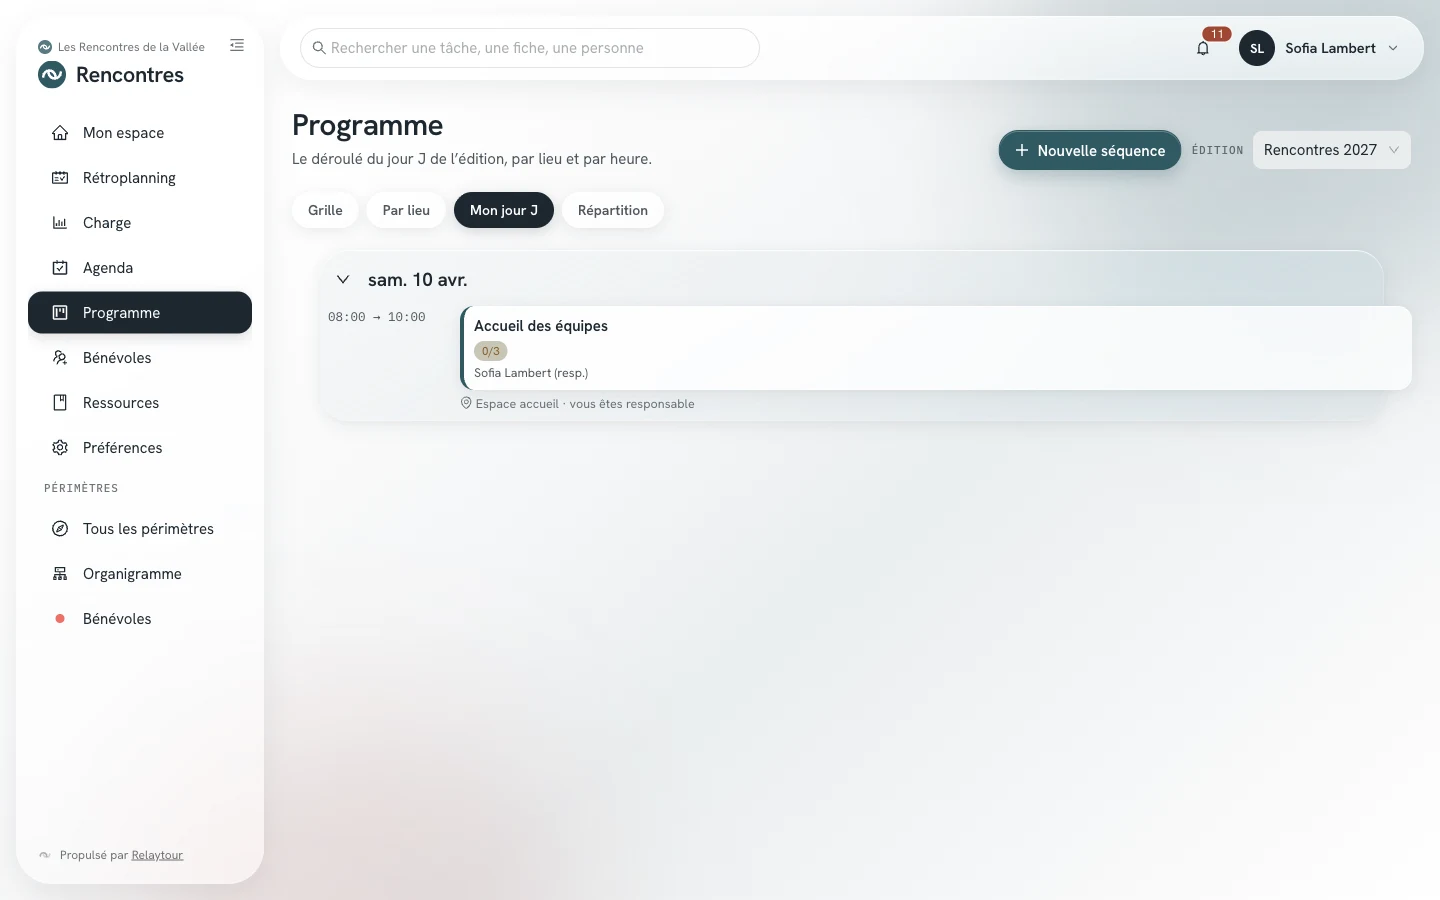 Les Rencontres de la Vallée
Rencontres
Mon espace
Rétroplanning
Charge
Agenda
Programme
Bénévoles
Ressources
Préférences
PÉRIMÈTRES
Tous les périmètres
Organigramme
Bénévoles
Propulsé par Relaytour
Rechercher une tâche, une fiche, une personne
11
SL
Sofia Lambert
Programme
Le déroulé du jour J de l’édition, par lieu et par heure.
+ Nouvelle séquence
ÉDITION
Rencontres 2027
Grille
Par lieu
Mon jour J
Répartition
sam. 10 avr.
08:00 → 10:00
Accueil des équipes
0/3
Sofia Lambert (resp.)
Espace accueil · vous êtes responsable